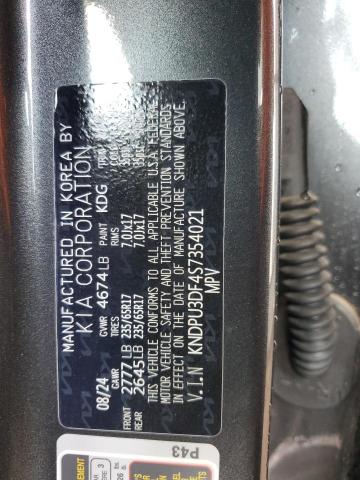 MANUFACTURED IN KOREA BY
KIA CORPORATION
08/24 GVWR 4674 LB PAINT KDG
GAWR TIRES RIMS
FRONT 2777 LB 235/65R17 7.0Jx17
REAR 2645 LB 235/65R17 7.0Jx17
THIS VEHICLE CONFORMS TO ALL APPLICABLE U.S.A FEDERAL
MOTOR VEHICLE SAFETY AND THEFT PREVENTION STANDARDS
IN EFFECT ON THE DATE OF MANUFACTURE SHOWN ABOVE.
V.I.N KNDPU3DF4S7354021
MPV
P43